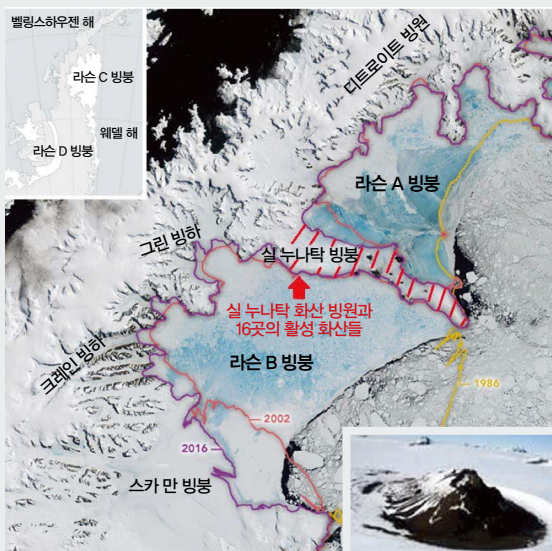 벨링스하우젠 해
라슨 C 빙붕
웨델 해
라슨 D 빙붕
디트로이트 빙원
라슨 A 빙붕
그린 빙하
실 누나탁 빙붕
실 누나탁 화산 빙원과
16곳의 활성 화산들
크레인 빙하
라슨 B 빙붕
1986
2002
2016
스카 만 빙붕